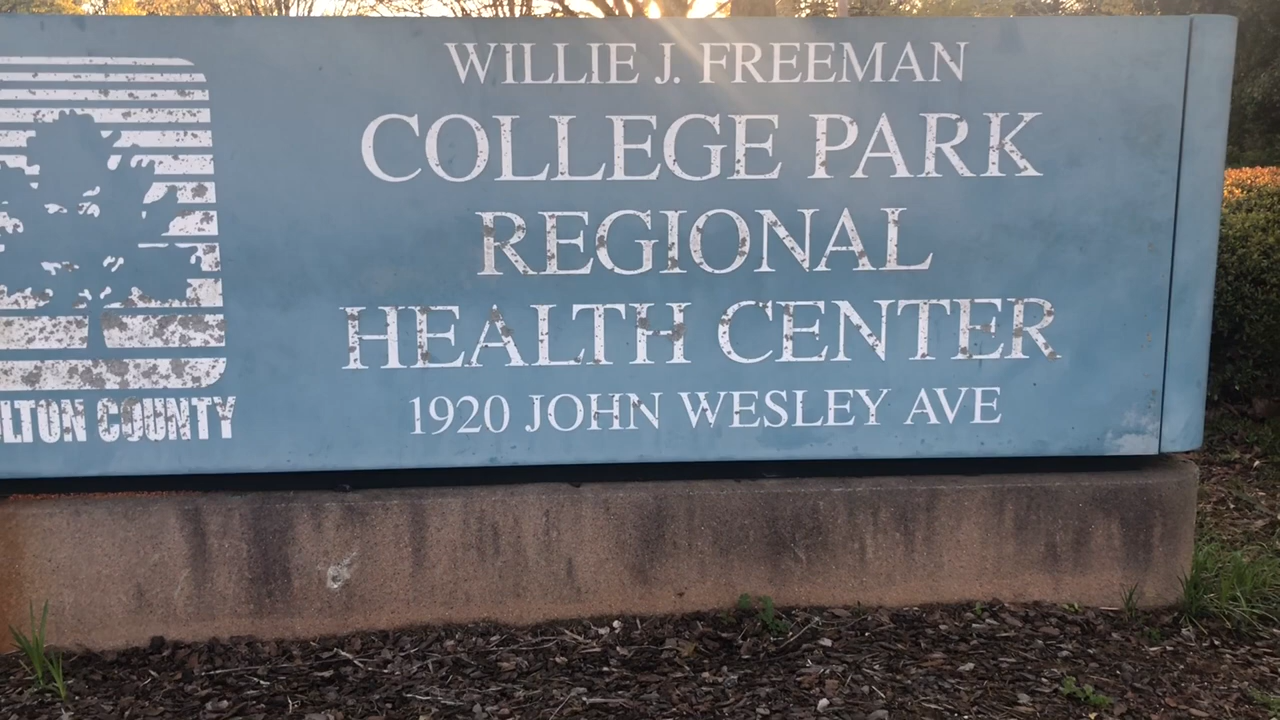 WILLIE J. FREEMAN
COLLEGE PARK
REGIONAL
HEALTH CENTER
1920 JOHN WESLEY AVE
LTON COUNTY